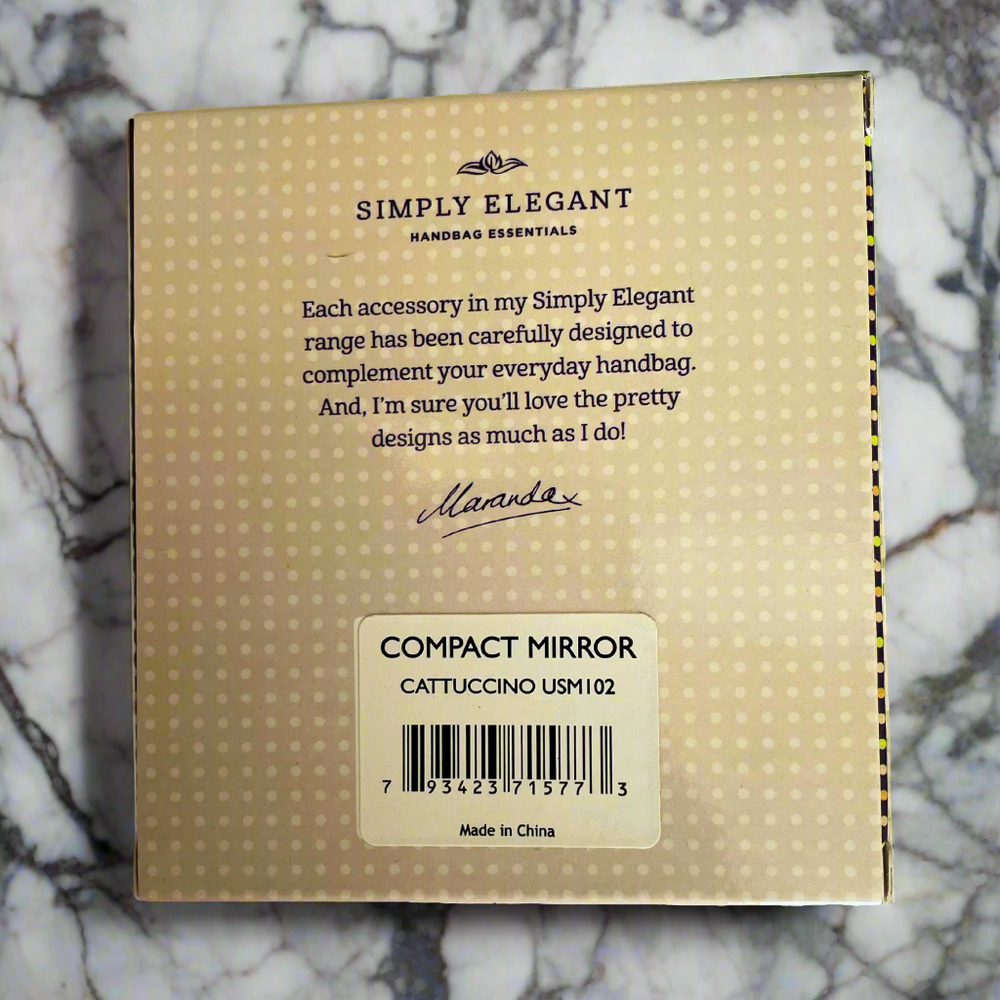 SIMPLY ELEGANT
HANDBAG ESSENTIALS
Each accessory in my Simply Elegant
range has been carefully designed to
complement your everyday handbag.
And, I'm sure you'll love the pretty
designs as much as I do!
Maranda x
COMPACT MIRROR
CATTUCCINO USM102
7 93423 71577 3
Made in China